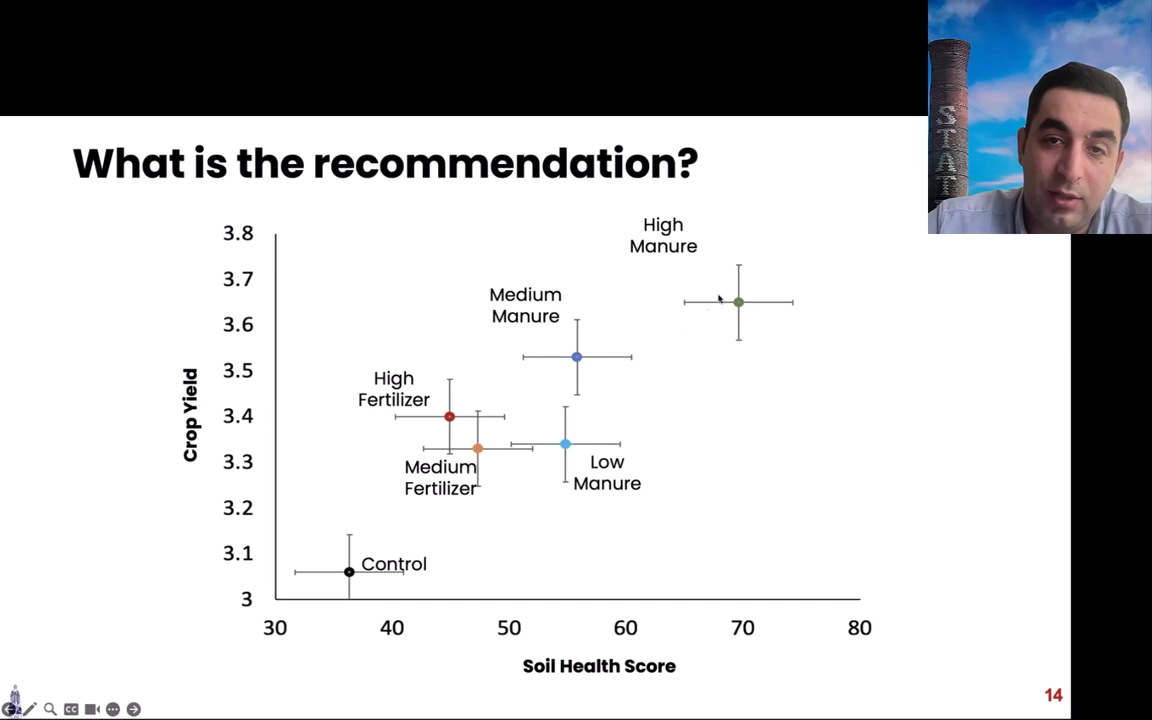 STAT
What is the recommendation?
High
Manure
3.8
3.7
Medium
Manure
3.6
3.5
High
Fertilizer
3.4
Crop Yield
3.3
Medium
Fertilizer
Low
Manure
3.2
3.1
Control
3
30 40 50 60 70 80
Soil Health Score
CC
14